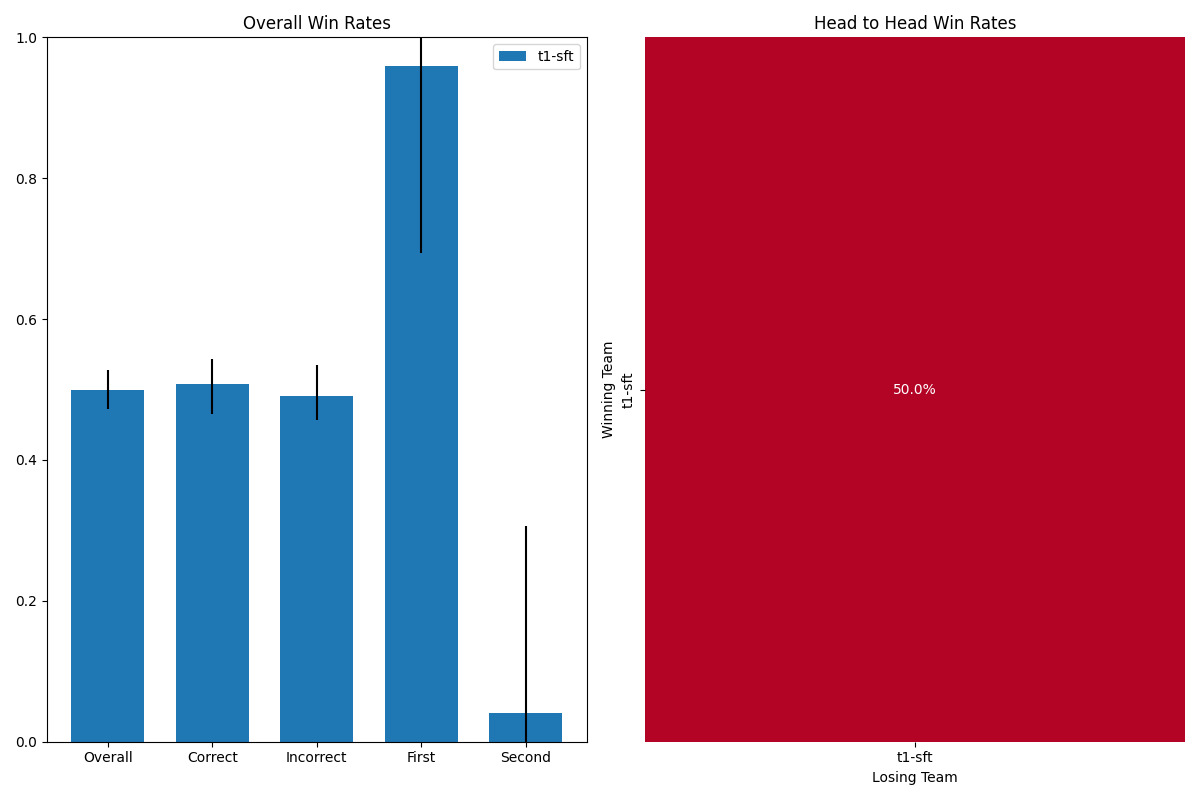 Overall Win Rates
1.0
0.8
0.6
0.4
0.2
0.0
t1-sft
Overall
Correct
Incorrect
First
Second
Head to Head Win Rates
Winning Team
t1-sft
50.0%
t1-sft
Losing Team